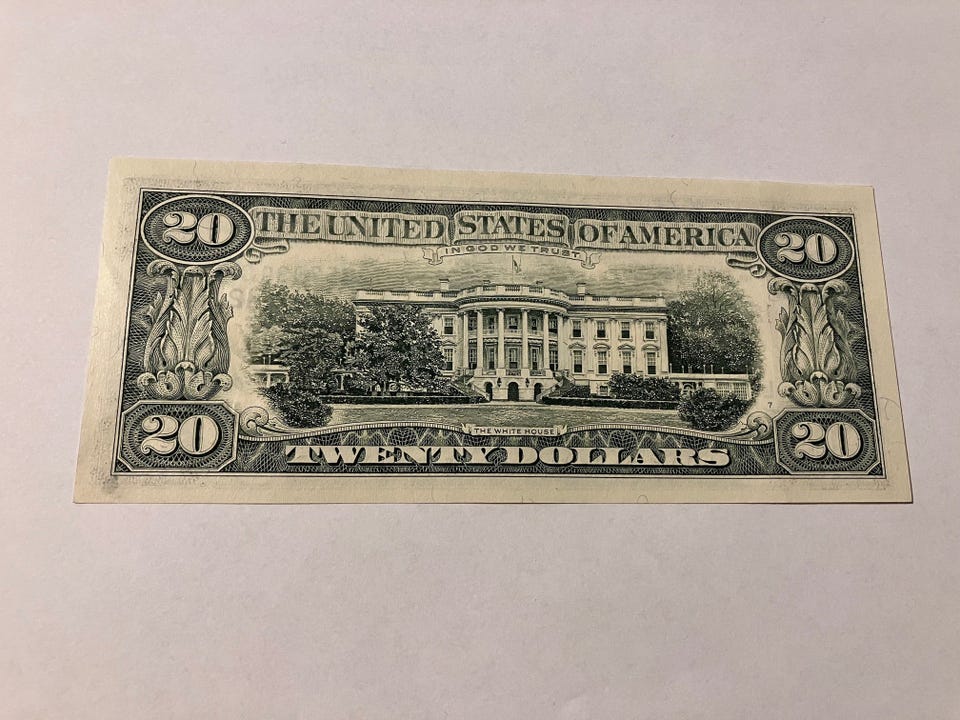 20 THE UNITED STATES OF AMERICA 20
IN GOD WE TRUST
THE WHITE HOUSE
20 TWENTY DOLLARS 20